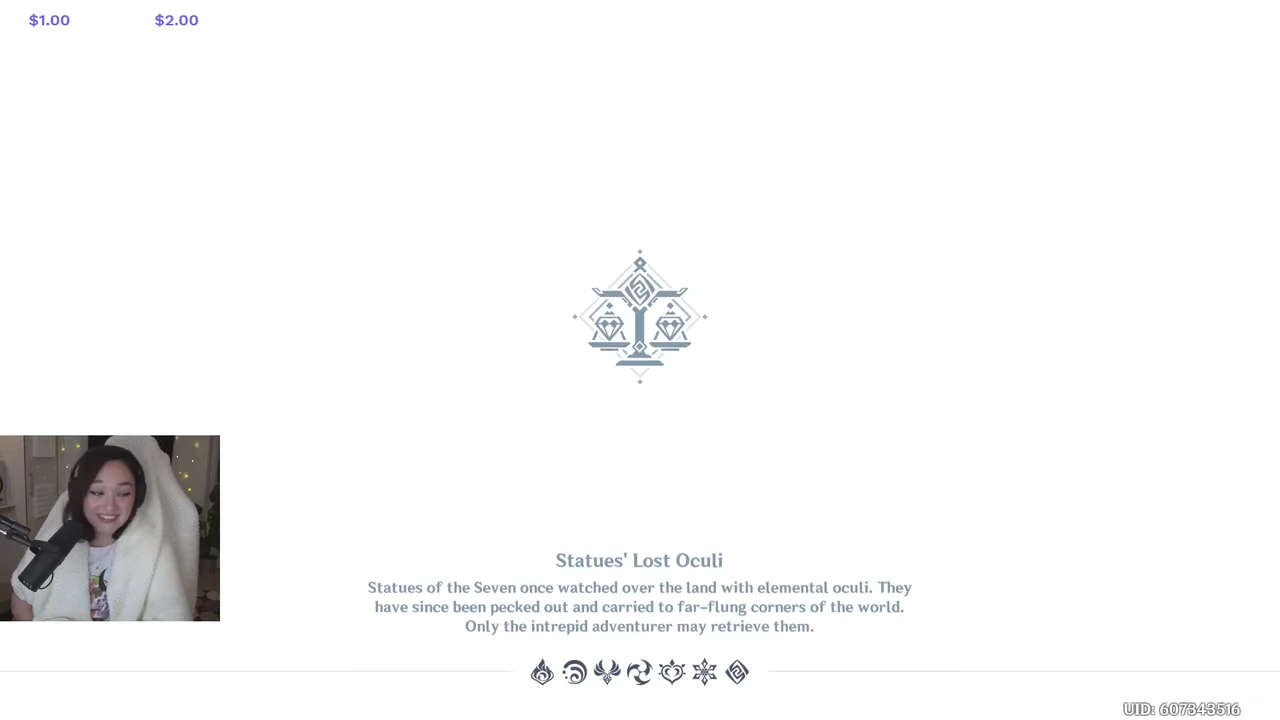 $1.00 $2.00
Statues' Lost Oculi
Statues of the Seven once watched over the land with elemental oculi. They
have since been pecked out and carried to far-flung corners of the world.
Only the intrepid adventurer may retrieve them.
UID: 607343516